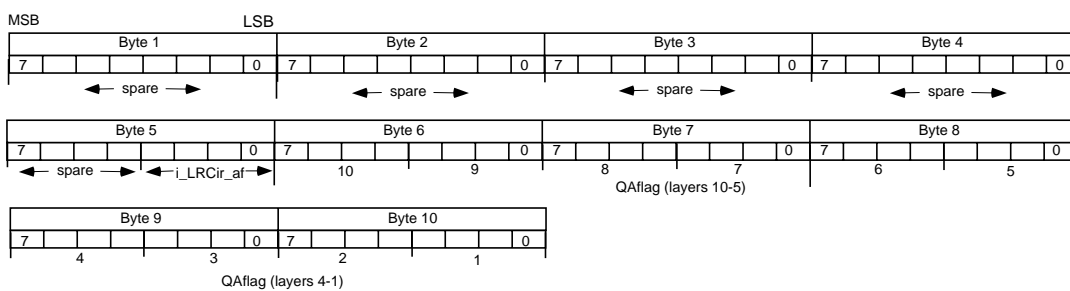 MSB LSB
Byte 1 Byte 2 Byte 3 Byte 4
7 0 7 0 7 0 7 0
spare spare spare spare
Byte 5 Byte 6 Byte 7 Byte 8
7 0 7 0 7 0 7 0
spare i_LRCir_af 10 9 8 7 6 5
QAflag (layers 10-5)
Byte 9 Byte 10
7 0 7 0
4 3 2 1
QAflag (layers 4-1)